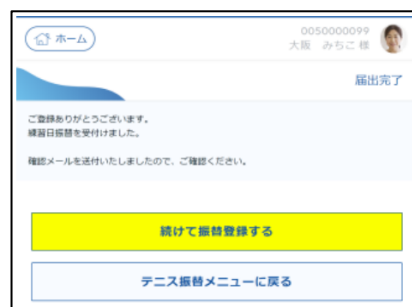 ホーム
0050000099
大阪 みちこ 様
届出完了
ご登録ありがとうございます。
練習日振替を受付けました。
確認メールを送付いたしましたので、ご確認ください。
続けて振替登録する
テニス振替メニューに戻る